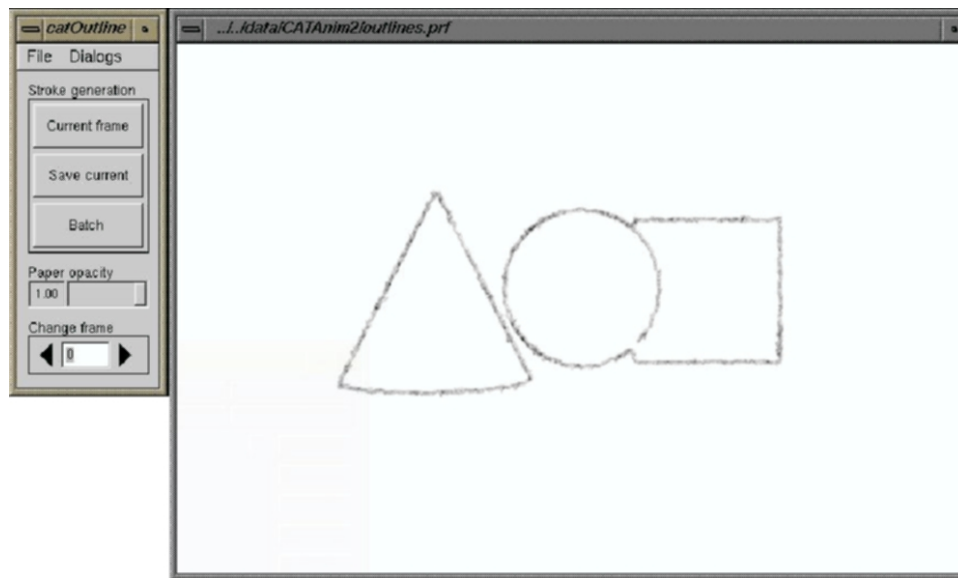 catOutline
File Dialogs
Stroke generation
Current frame
Save current
Batch
Paper opacity
1.00
Change frame
0
../../data/CATAnim2/outlines.prf